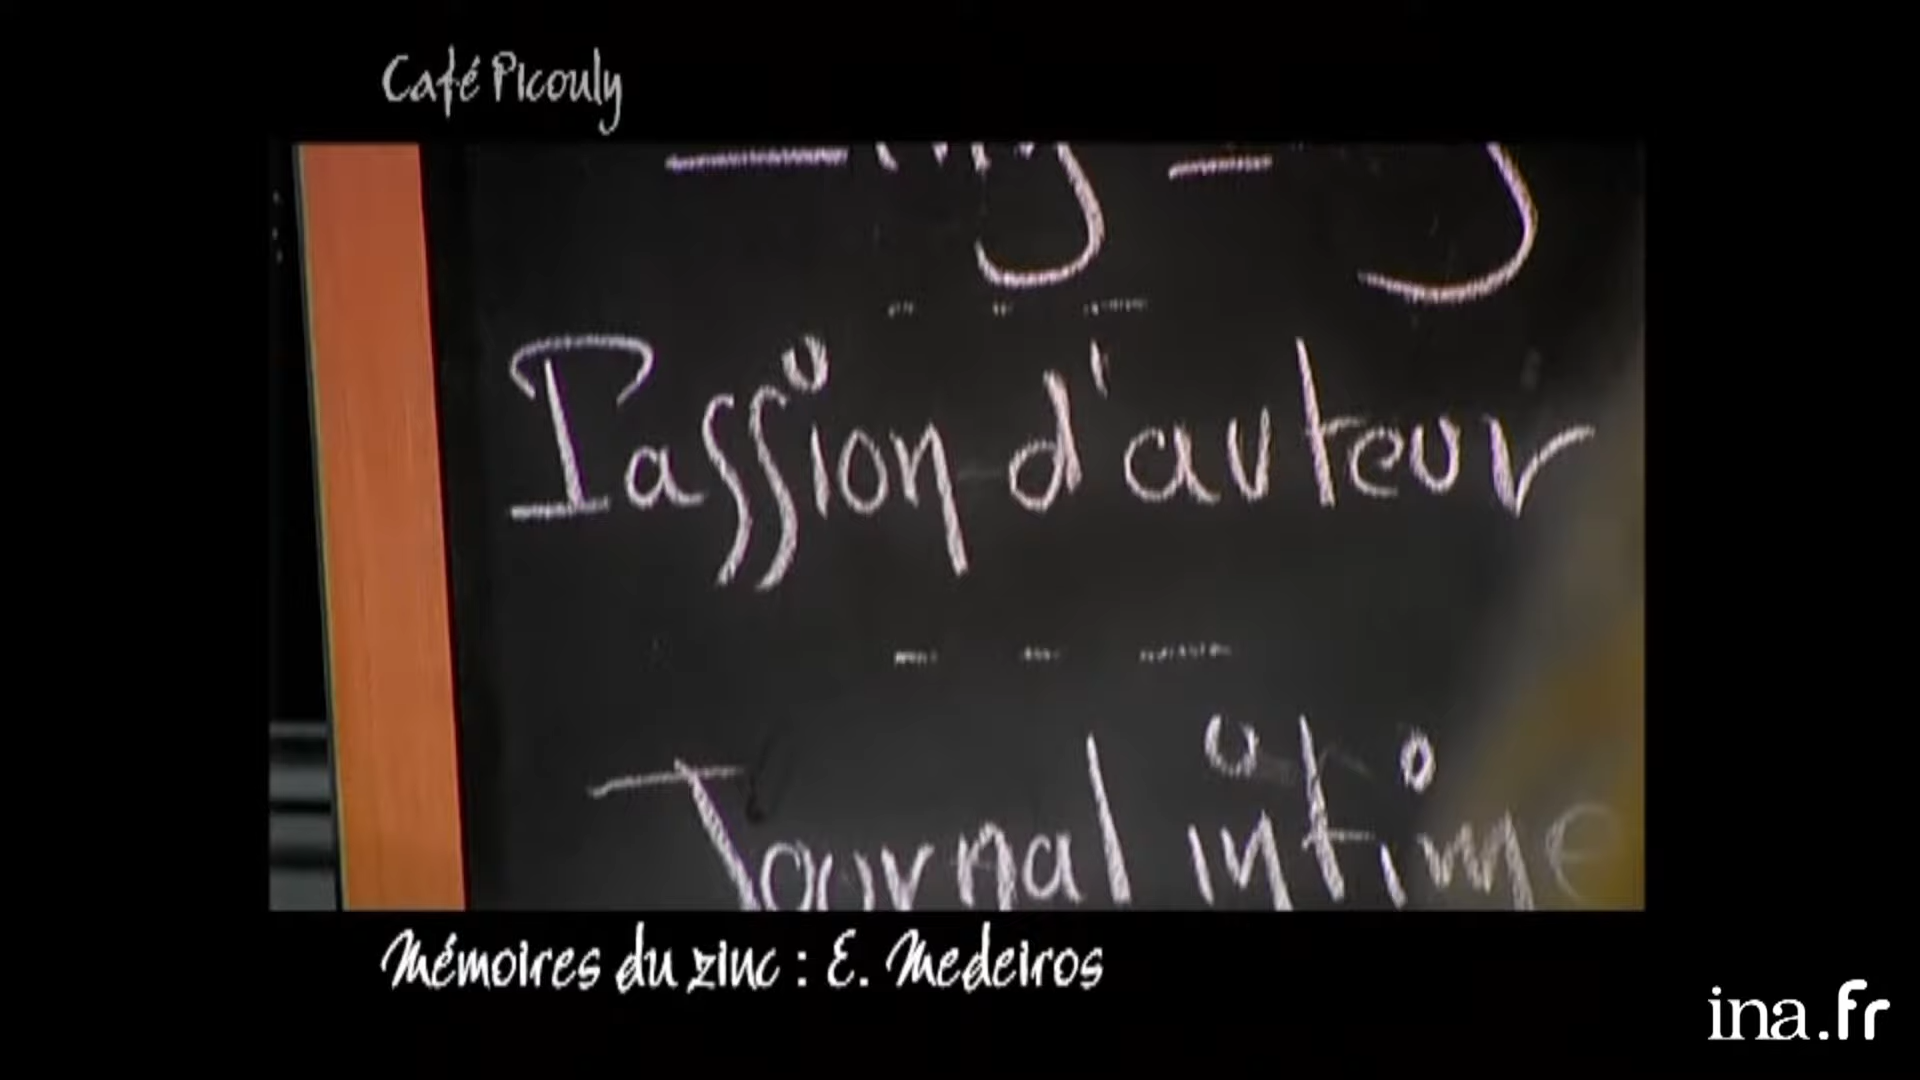 Café Picouly
Passion d'auteur
Journal intime
Mémoires du zinc : E. Medeiros
ina.fr